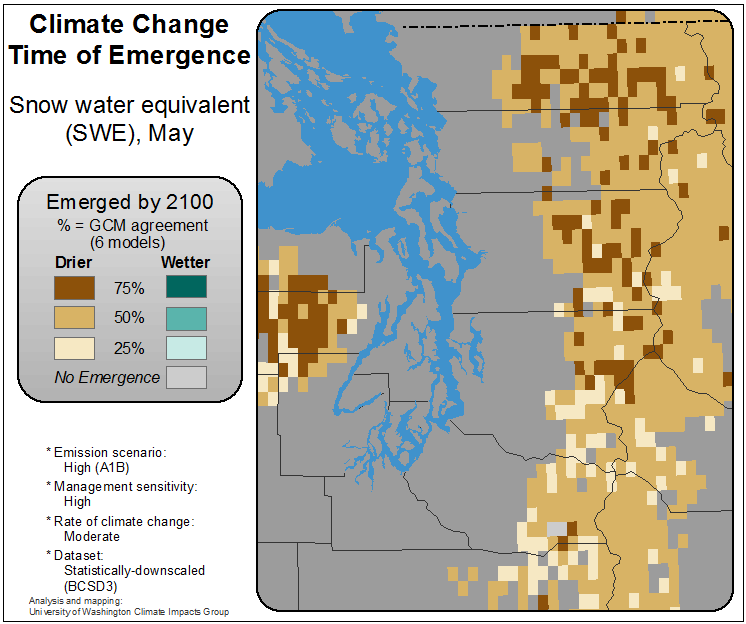 Climate Change
Time of Emergence
Snow water equivalent
(SWE), May
Emerged by 2100
% = GCM agreement
(6 models)
Drier Wetter
75%
50%
25%
No Emergence
* Emission scenario:
High (A1B)
* Management sensitivity:
High
* Rate of climate change:
Moderate
* Dataset:
Statistically-downscaled
(BCSD3)
Analysis and mapping:
University of Washington Climate Impacts Group